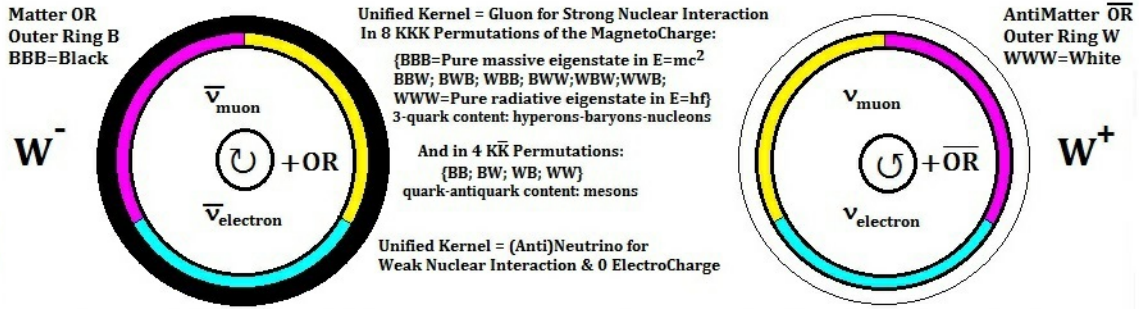 Matter OR
Outer Ring B
BBB=Black
W⁻
ν̅muon
+OR
ν̅electron
Unified Kernel = Gluon for Strong Nuclear Interaction
In 8 KKK Permutations of the MagnetoCharge:
{BBB=Pure massive eigenstate in E=mc²
BBW; BWB; WBB; BWW;WBW;WWB;
WWW=Pure radiative eigenstate in E=hf}
3-quark content: hyperons-baryons-nucleons
And in 4 KK̅ Permutations:
{BB; BW; WB; WW}
quark-antiquark content: mesons
Unified Kernel = (Anti)Neutrino for
Weak Nuclear Interaction & 0 ElectroCharge
AntiMatter O̅R̅
Outer Ring W
WWW=White
νmuon
+O̅R̅
νelectron
W⁺